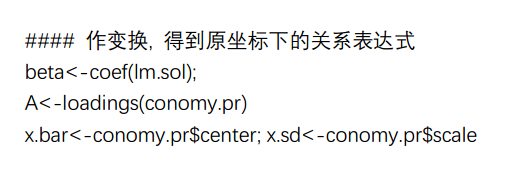 #### 作变换, 得到原坐标下的关系表达式
beta<-coef(lm.sol);
A<-loadings(conomy.pr)
x.bar<-conomy.pr$center; x.sd<-conomy.pr$scale